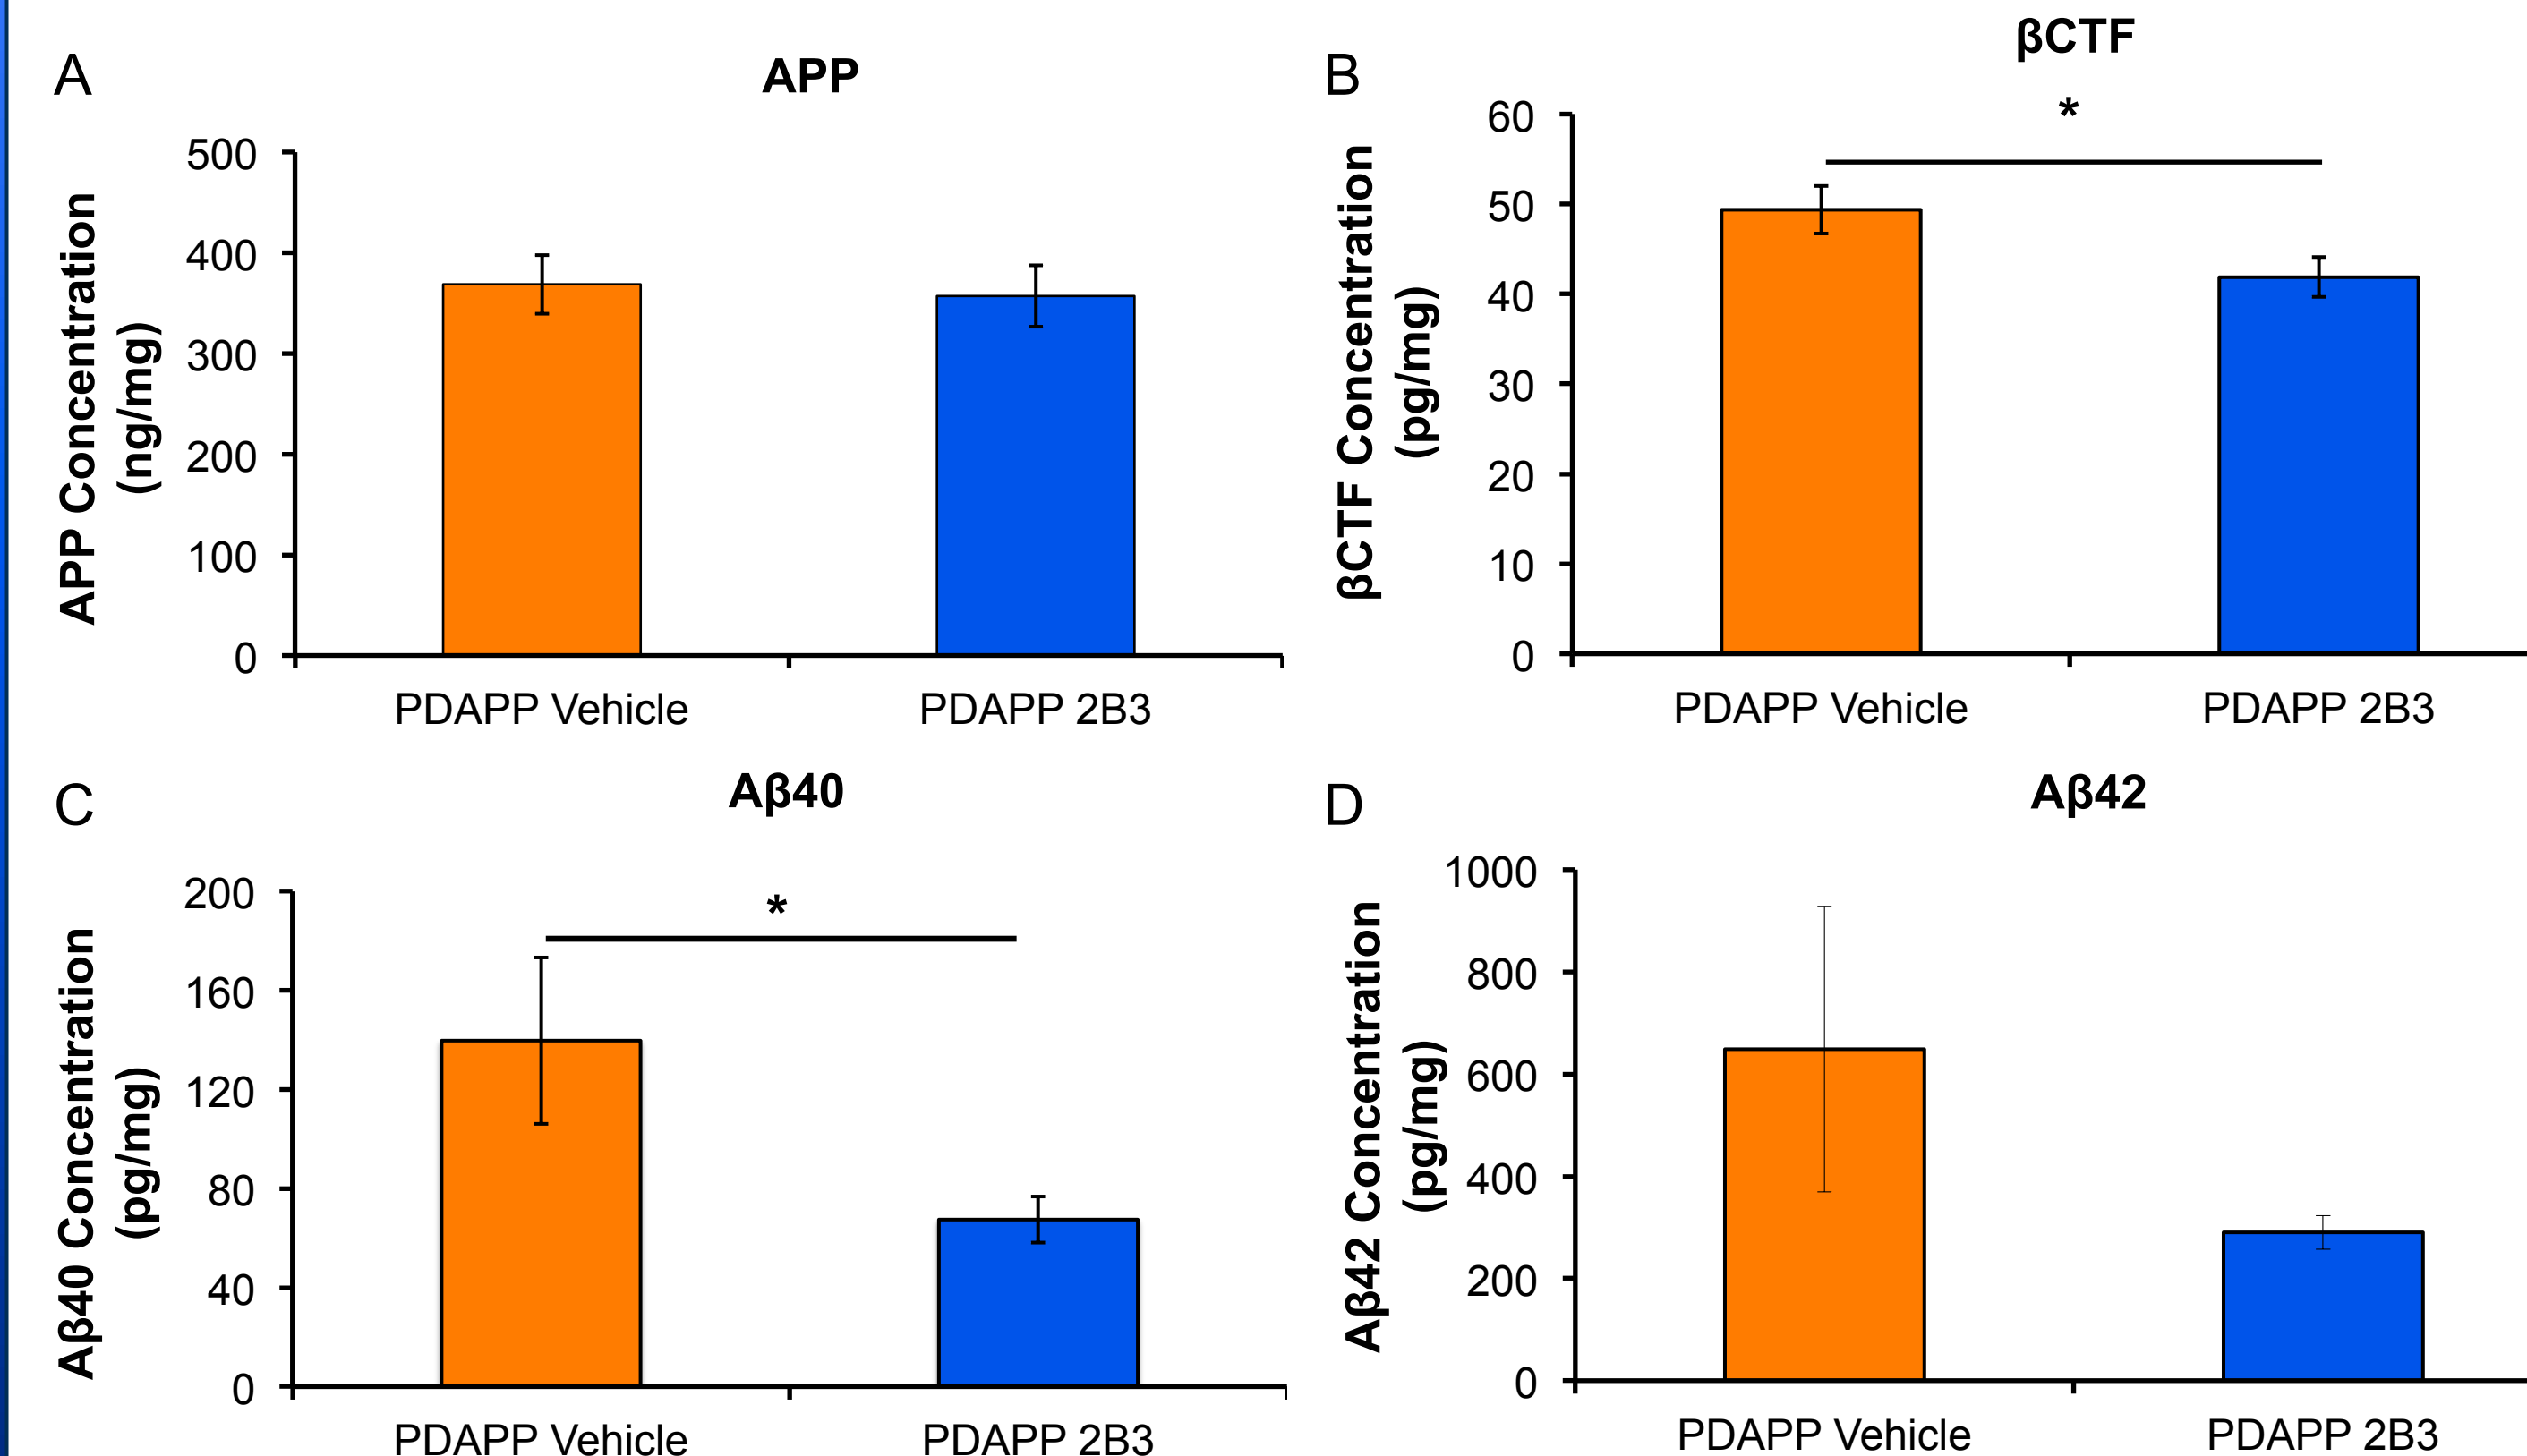 A
APP
APP Concentration
(ng/mg)
500
400
300
200
100
0
PDAPP Vehicle
PDAPP 2B3
B
βCTF
*
βCTF Concentration
(pg/mg)
60
50
40
30
20
10
0
PDAPP Vehicle
PDAPP 2B3
C
Aβ40
*
Aβ40 Concentration
(pg/mg)
200
160
120
80
40
0
PDAPP Vehicle
PDAPP 2B3
D
Aβ42
Aβ42 Concentration
(pg/mg)
1000
800
600
400
200
0
PDAPP Vehicle
PDAPP 2B3